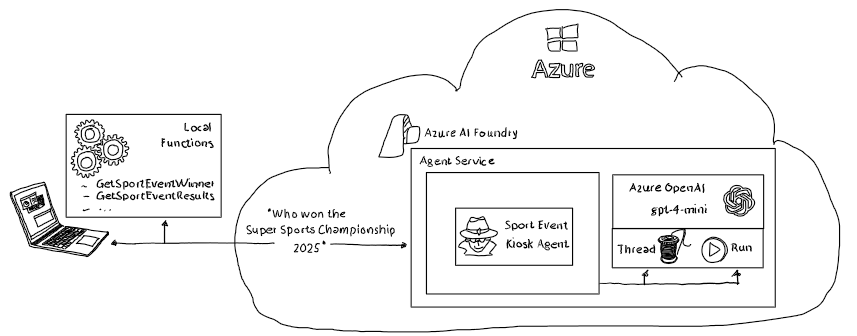 Azure
Azure AI Foundry
Local
Functions
~ GetSportEventWinner
- GetSportEventResults
- ...
"Who won the
Super Sports Championship
2025"
Agent Service
Sport Event
Kiosk Agent
Azure OpenAI
gpt-4-mini
Thread
Run